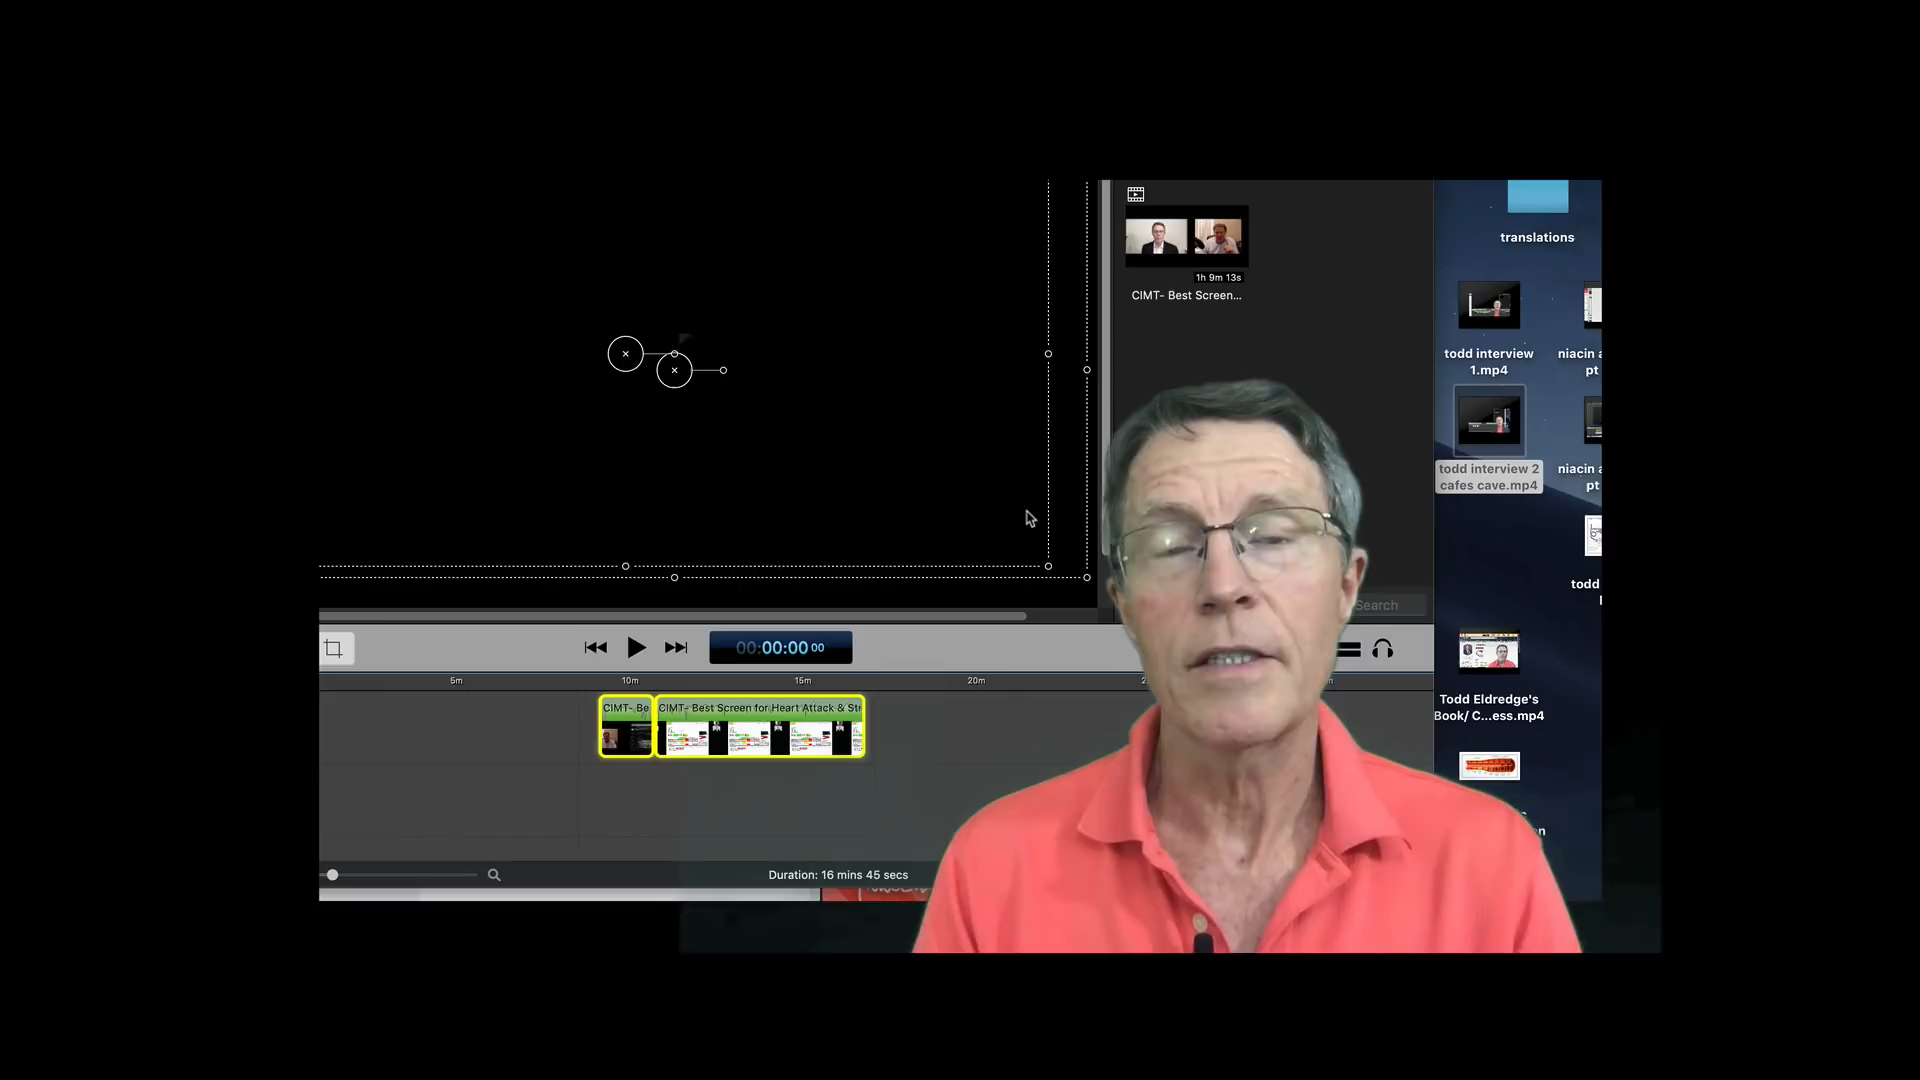 translations
1h 9m 13s
CIMT- Best Screen...
todd interview
1.mp4
niacin a
pt
todd interview 2
cafes cave.mp4
niacin a
pt
todd
Search
00:00:00 00
5m
10m
15m
20m
CIMT- Be
CIMT- Best Screen for Heart Attack & Str
Todd Eldredge's
Book/ C...ess.mp4
Duration: 16 mins 45 secs